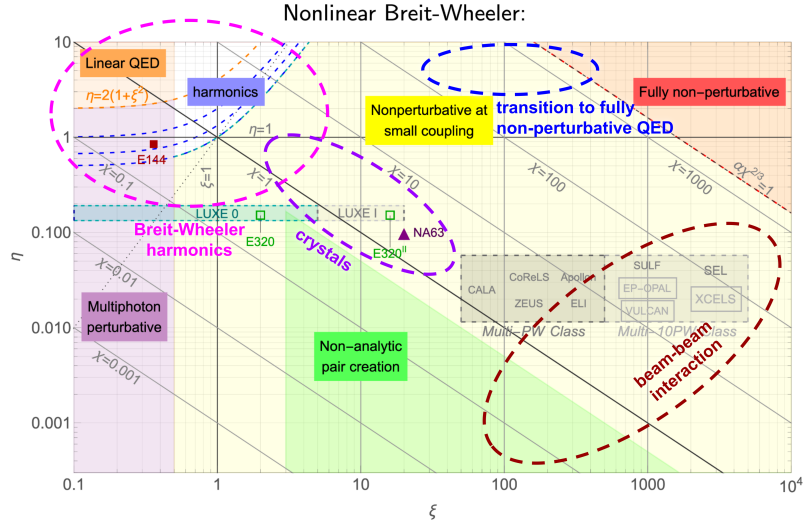 Nonlinear Breit-Wheeler:
10
1
0.100
0.010
0.001
η
Linear QED
η=2(1+ξ²)
harmonics
η=1
Nonperturbative at
small coupling
transition to fully
non-perturbative QED
Fully non-perturbative
αχ^2/3=1
E144
χ=0.1
ξ=1
χ=1
χ=10
χ=100
χ=1000
LUXE 0
LUXE I
Breit-Wheeler
harmonics
E320
E320^II
NA63
crystals
χ=0.01
χ=0.001
Multiphoton
perturbative
Non-analytic
pair creation
CALA
CoReLS
Apollon
ZEUS
ELI
Multi-PW Class
SULF
SEL
EP-OPAL
XCELS
VULCAN
Multi-10PW Class
beam-beam
interaction
0.1
1
10
100
1000
10⁴
ξ